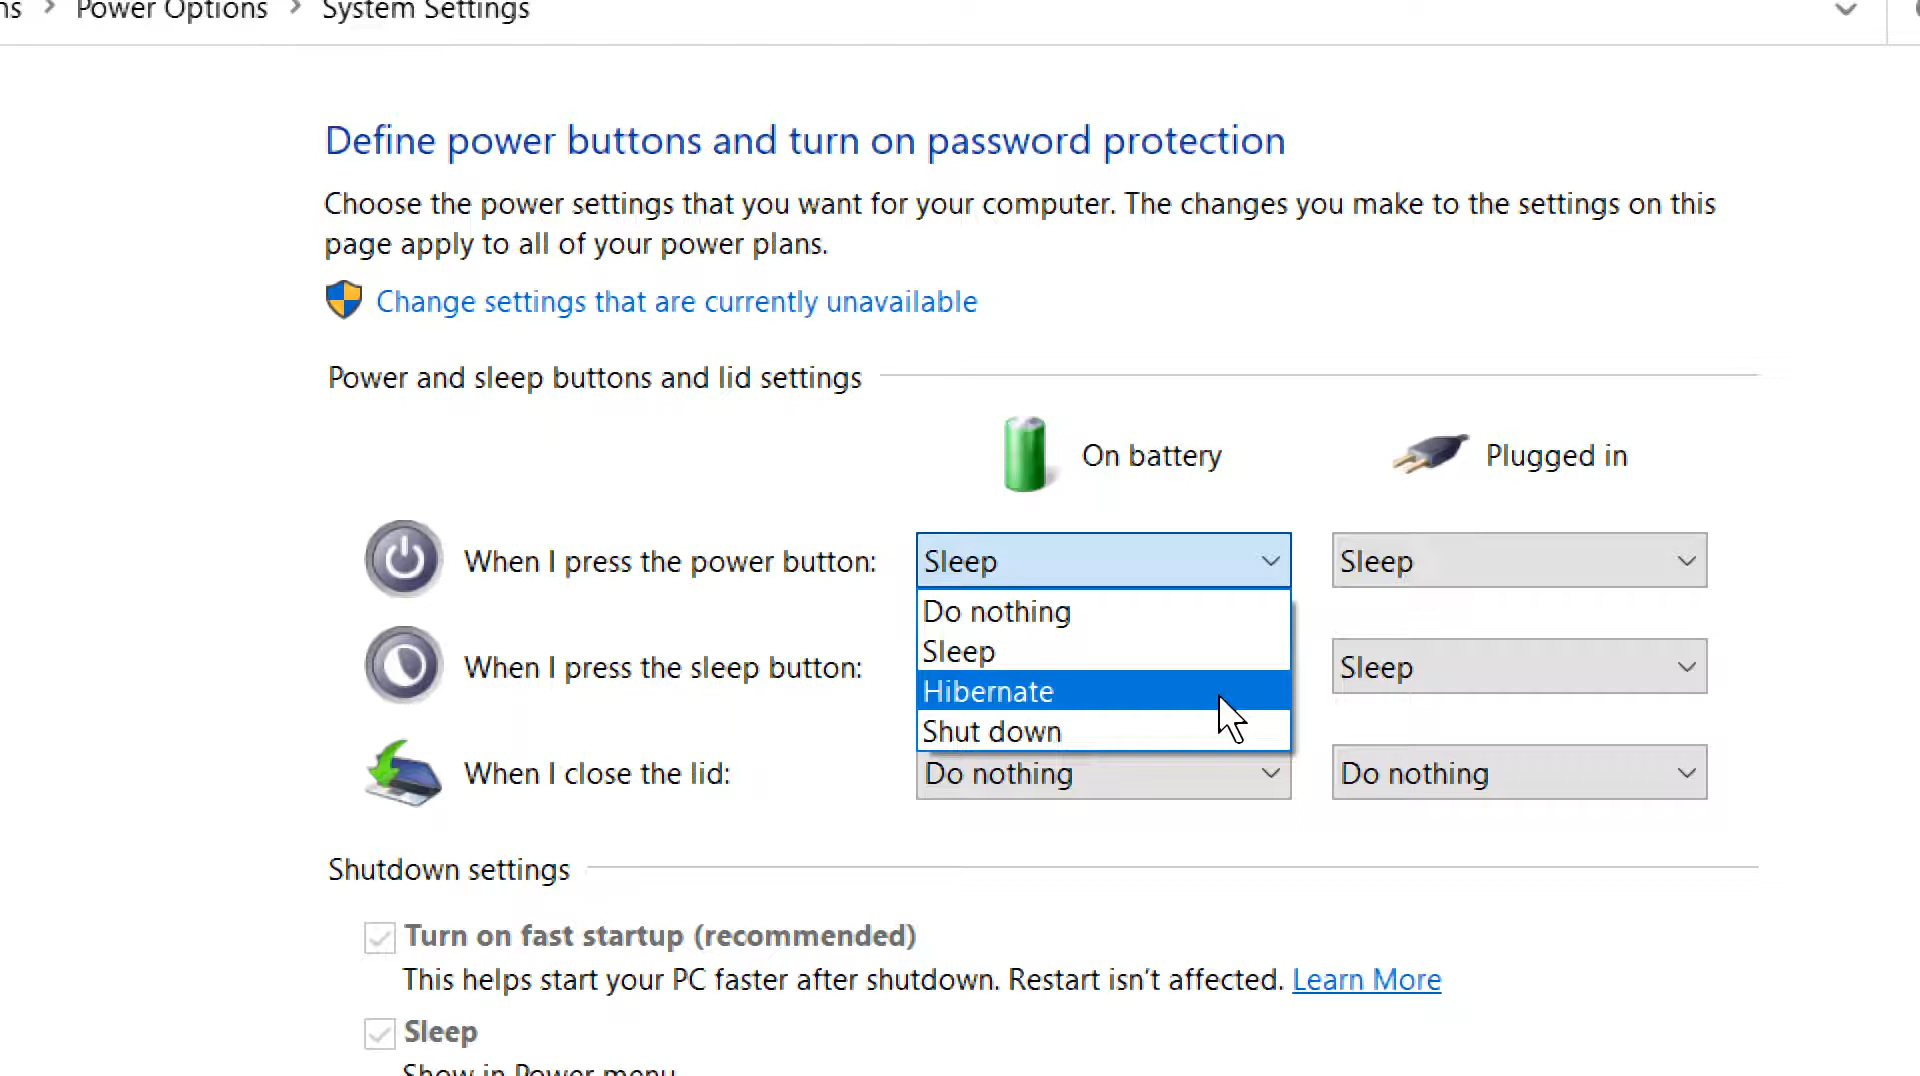 ns > Power Options > System Settings
Define power buttons and turn on password protection
Choose the power settings that you want for your computer. The changes you make to the settings on this
page apply to all of your power plans.
Change settings that are currently unavailable
Power and sleep buttons and lid settings
On battery Plugged in
When I press the power button: Sleep Sleep
Do nothing
Sleep
When I press the sleep button: Sleep
Hibernate
Shut down
When I close the lid: Do nothing Do nothing
Shutdown settings
Turn on fast startup (recommended)
This helps start your PC faster after shutdown. Restart isn't affected. Learn More
Sleep
Show in Power menu